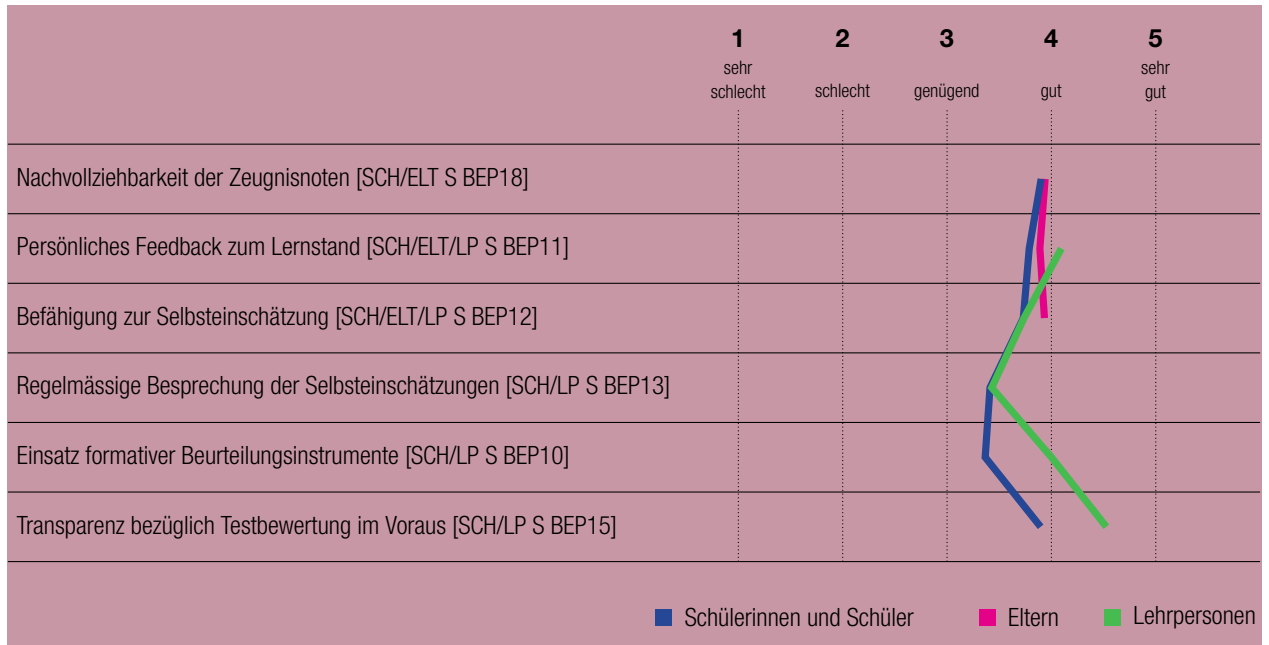 1 2 3 4 5
sehr schlecht schlecht genügend gut sehr gut
Nachvollziehbarkeit der Zeugnisnoten [SCH/ELT S BEP18]
Persönliches Feedback zum Lernstand [SCH/ELT/LP S BEP11]
Befähigung zur Selbsteinschätzung [SCH/ELT/LP S BEP12]
Regelmässige Besprechung der Selbsteinschätzungen [SCH/LP S BEP13]
Einsatz formativer Beurteilungsinstrumente [SCH/LP S BEP10]
Transparenz bezüglich Testbewertung im Voraus [SCH/LP S BEP15]
Schülerinnen und Schüler Eltern Lehrpersonen